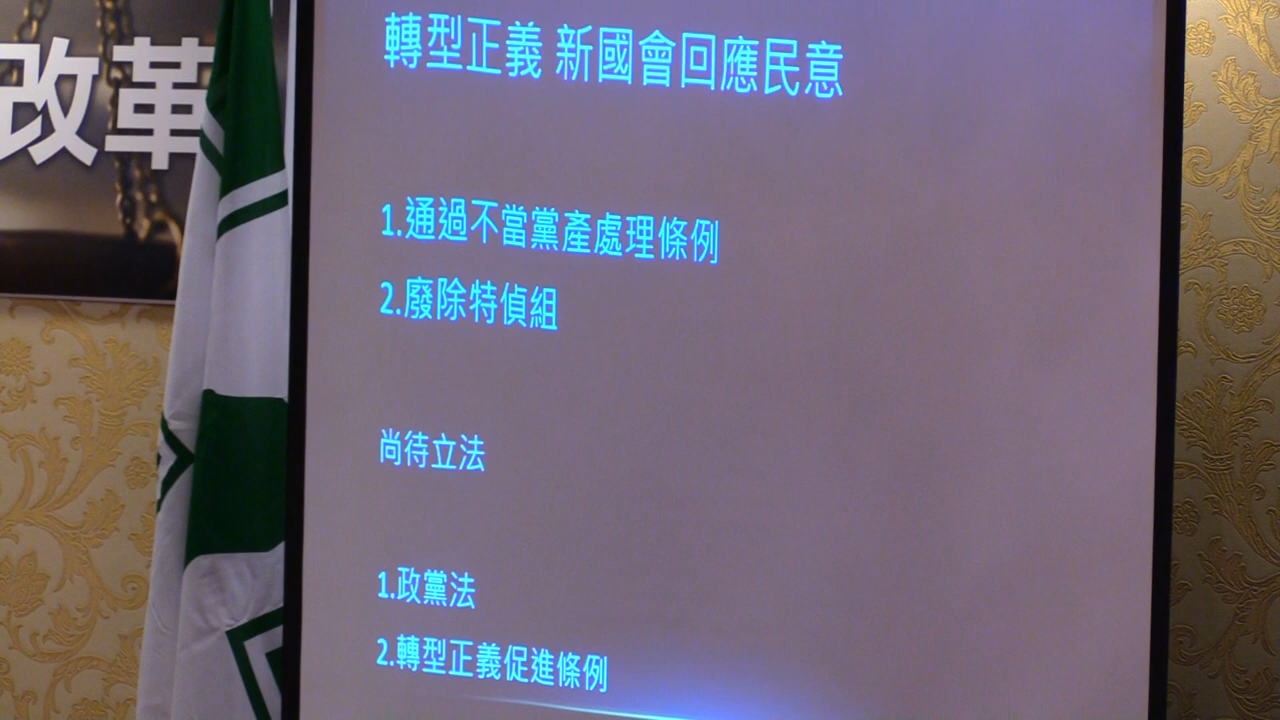 改革
轉型正義 新國會回應民意
1.通過不當黨產處理條例
2.廢除特偵組
尚待立法
1.政黨法
2.轉型正義促進條例